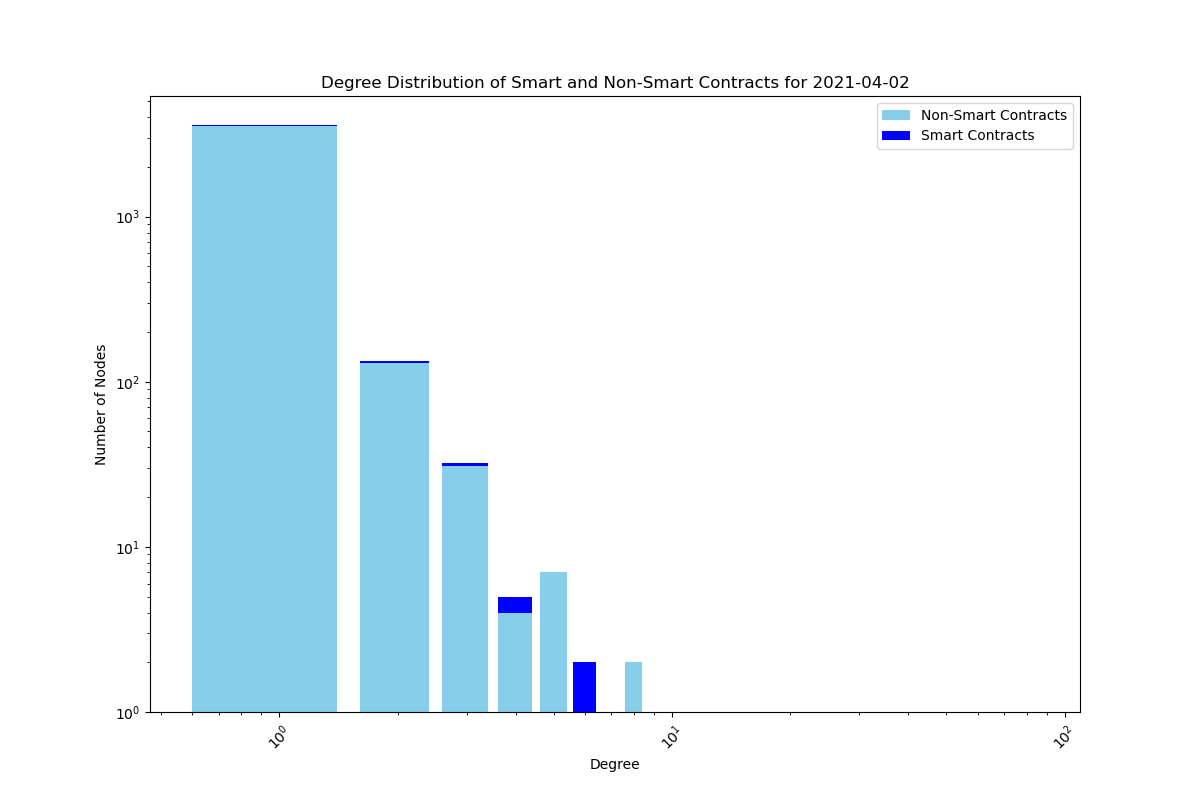 Degree Distribution of Smart and Non-Smart Contracts for 2021-04-02
Non-Smart Contracts
Smart Contracts
Number of Nodes
10³
10²
10¹
10⁰
10⁰ 10¹ 10²
Degree